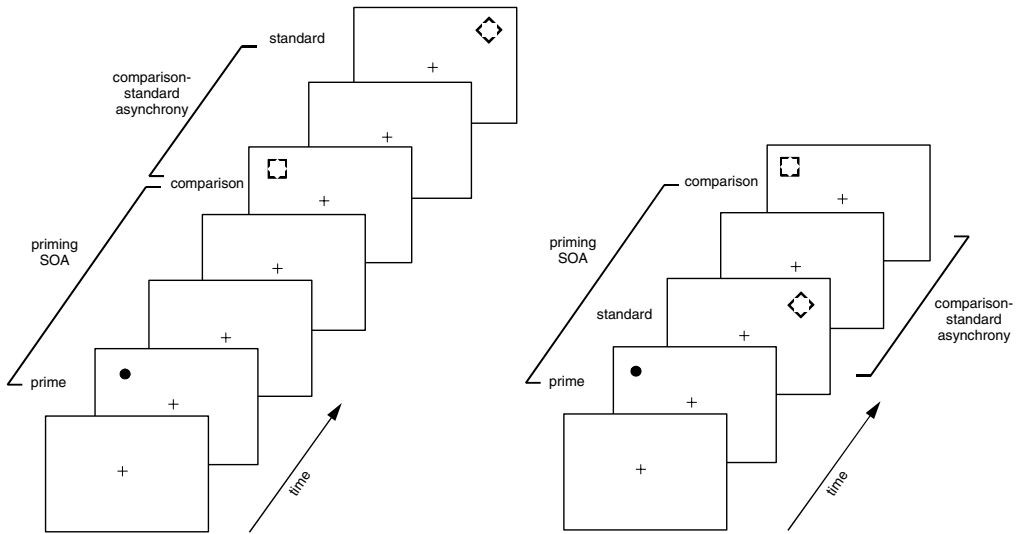 standard
comparison-
standard
asynchrony
comparison
priming
SOA
prime
time
comparison
priming
SOA
standard
comparison-
standard
asynchrony
prime
time